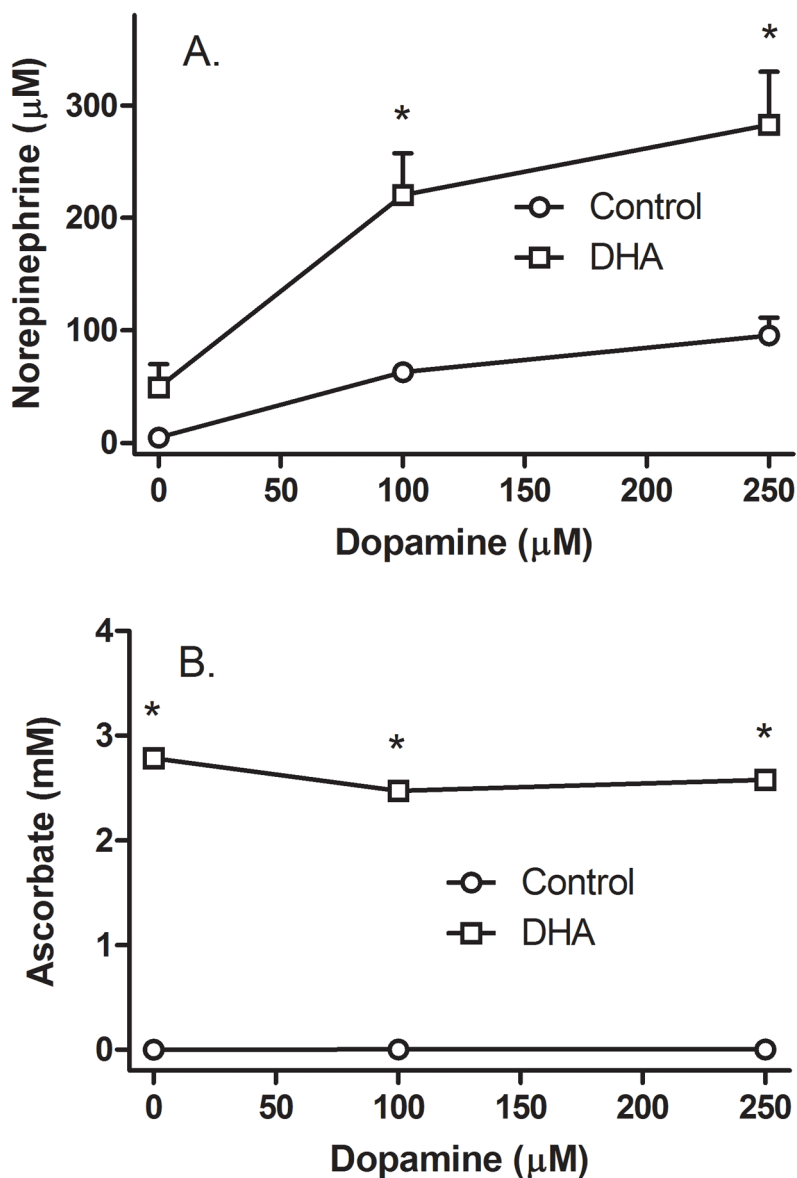 A.
*
*
Norepinephrine (μM)
300
200
100
0
Control
DHA
0
50
100
150
200
250
Dopamine (μM)
B.
*
*
*
Ascorbate (mM)
4
3
2
1
0
Control
DHA
0
50
100
150
200
250
Dopamine (μM)